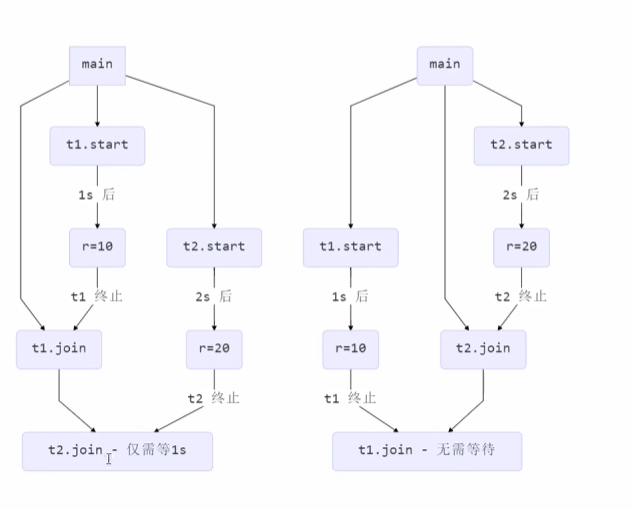 main
t1.start
1s 后
r=10
t2.start
t1 终止
2s 后
t1.join
r=20
t2 终止
t2.join - 仅需等1s
main
t2.start
2s 后
t1.start
r=20
1s 后
t2 终止
r=10
t2.join
t1 终止
t1.join - 无需等待